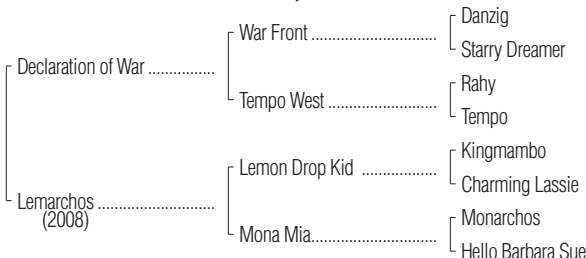 Danzig
War Front ................................
Starry Dreamer
Declaration of War ................
Rahy
Tempo West ...........................
Tempo
Kingmambo
Lemon Drop Kid ...................
Charming Lassie
Lemarchos .............................
(2008)
Monarchos
Mona Mia................................
Hello Barbara Sue